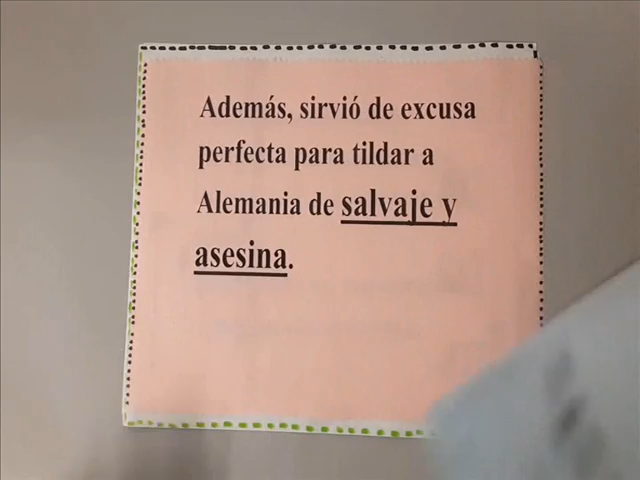 Además, sirvió de excusa
perfecta para tildar a
Alemania de salvaje y
asesina.